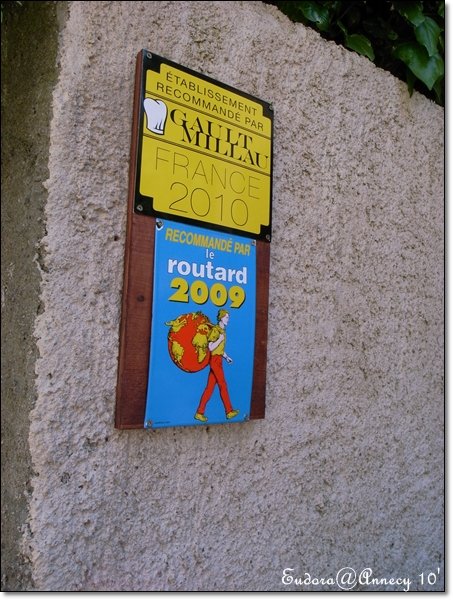 ÉTABLISSEMENT
RECOMMANDÉ PAR
GAULT
MILLAU
FRANCE
2010
RECOMMANDÉ PAR
le
routard
2009
Eudora@Annecy 10'